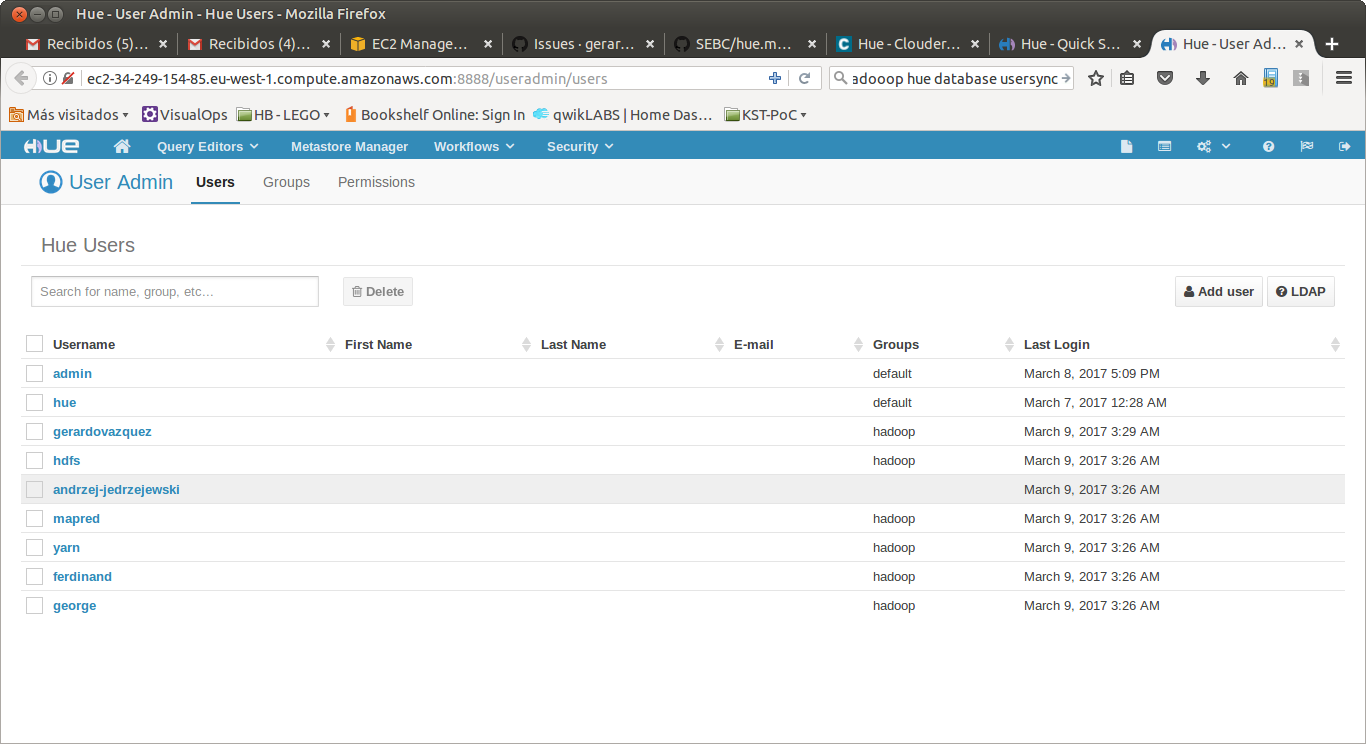 Hue - User Admin - Hue Users - Mozilla Firefox
Recibidos (5)... Recibidos (4)... EC2 Manage... Issues · gerar... SEBC/hue.m... Hue - Clouder... Hue - Quick S... Hue - User Ad...
ec2-34-249-154-85.eu-west-1.compute.amazonaws.com:8888/useradmin/users adooop hue database usersync 19
Más visitados VisualOps HB - LEGO Bookshelf Online: Sign In qwikLABS | Home Das... KST-PoC
HUE Query Editors Metastore Manager Workflows Security
User Admin Users Groups Permissions
Hue Users
Search for name, group, etc... Delete Add user LDAP
Username First Name Last Name E-mail Groups Last Login
admin default March 8, 2017 5:09 PM
hue default March 7, 2017 12:28 AM
gerardovazquez hadoop March 9, 2017 3:29 AM
hdfs hadoop March 9, 2017 3:26 AM
andrzej-jedrzejewski March 9, 2017 3:26 AM
mapred hadoop March 9, 2017 3:26 AM
yarn hadoop March 9, 2017 3:26 AM
ferdinand hadoop March 9, 2017 3:26 AM
george hadoop March 9, 2017 3:26 AM